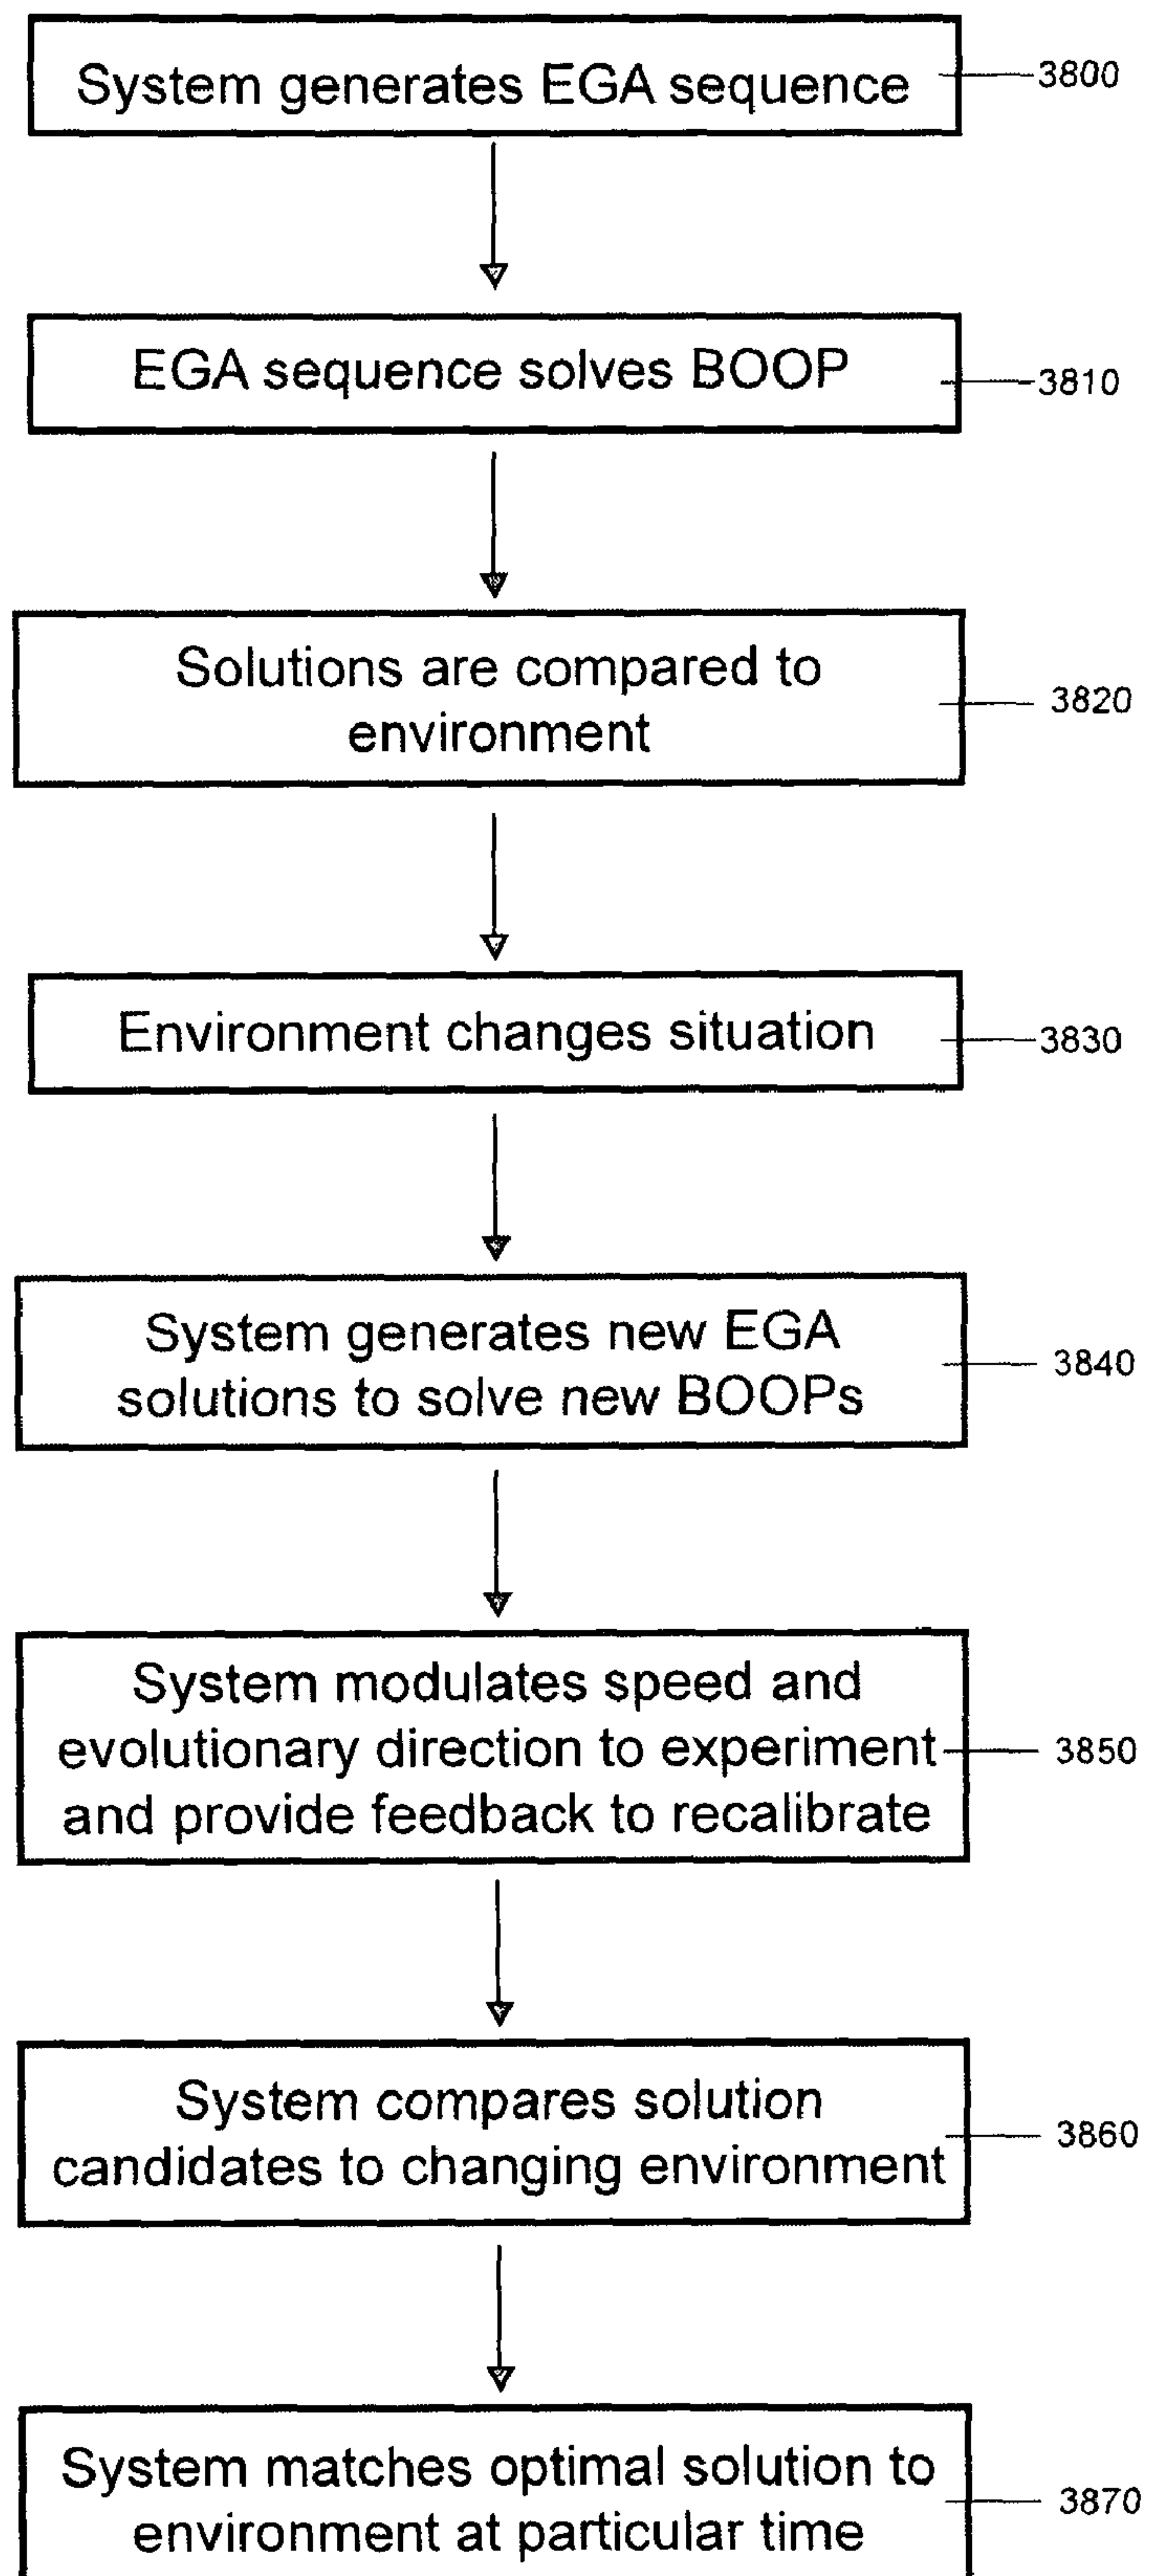 System generates EGA sequence
3800
EGA sequence solves BOOP
3810
Solutions are compared to
environment
3820
Environment changes situation
3830
System generates new EGA
solutions to solve new BOOPs
3840
System modulates speed and
evolutionary direction to experiment
and provide feedback to recalibrate
3850
System compares solution
candidates to changing environment
3860
System matches optimal solution to
environment at particular time
3870